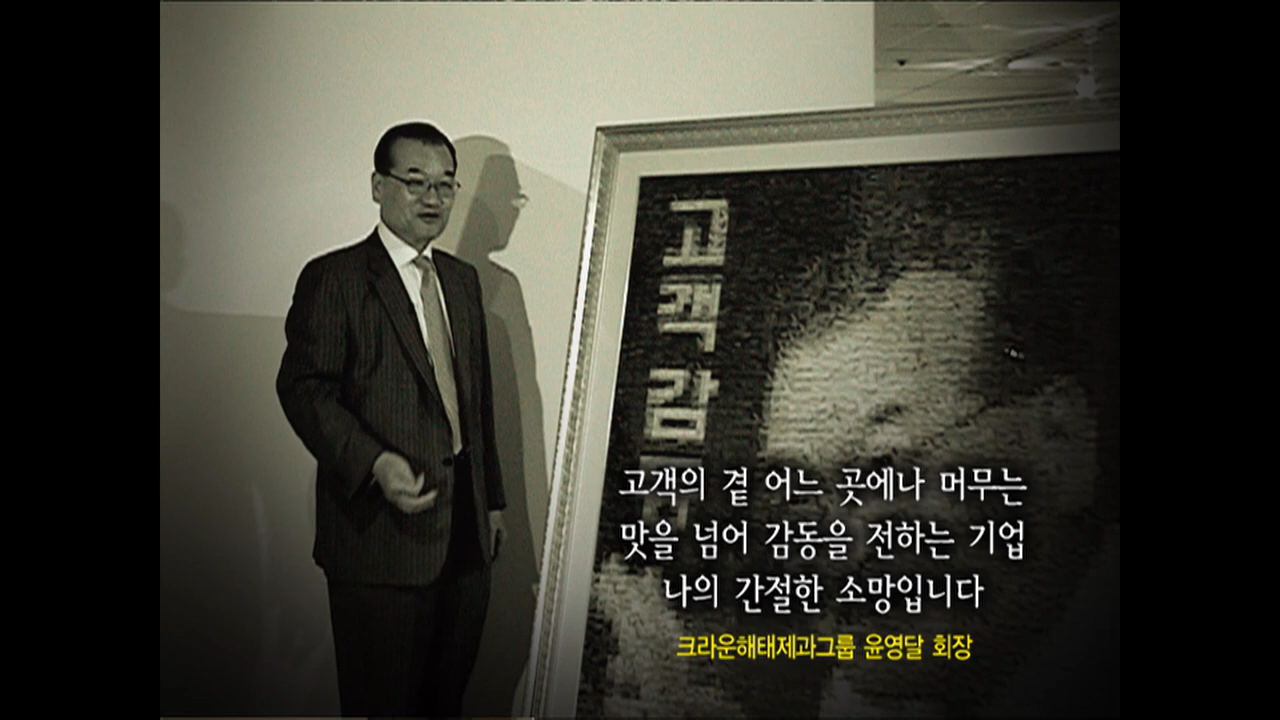 고객감
고객의 곁 어느 곳에나 머무는
맛을 넘어 감동을 전하는 기업
나의 간절한 소망입니다
크라운해태제과그룹 윤영달 회장